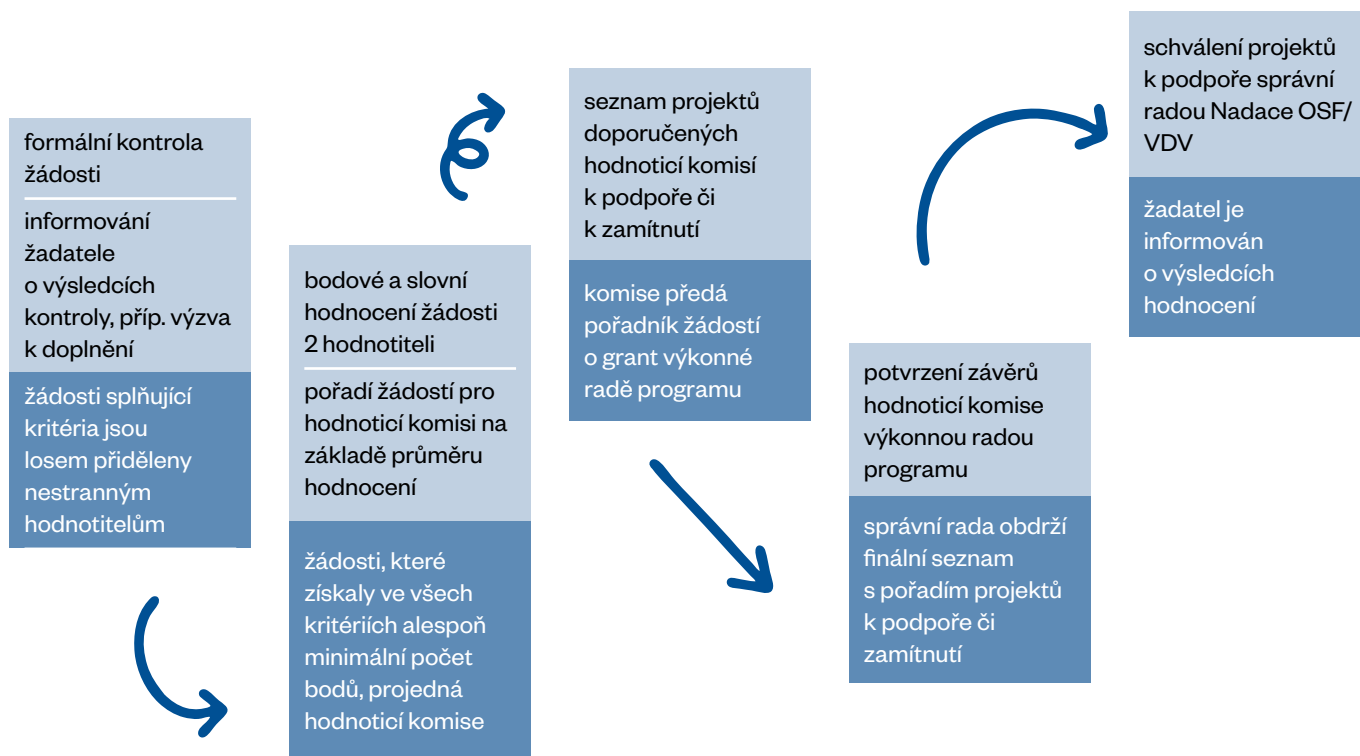 formální kontrola
žádosti
informování
žadatele
o výsledcích
kontroly, příp. výzva
k doplnění
žádosti splňující
kritéria jsou
losem přiděleny
nestranným
hodnotitelům
bodové a slovní
hodnocení žádosti
2 hodnotiteli
pořadí žádostí pro
hodnoticí komisi na
základě průměru
hodnocení
žádosti, které
získaly ve všech
kritériích alespoň
minimální počet
bodů, projedná
hodnoticí komise
seznam projektů
doporučených
hodnoticí komisí
k podpoře či
k zamítnutí
komise předá
pořadník žádostí
o grant výkonné
radě programu
potvrzení závěrů
hodnoticí komise
výkonnou radou
programu
správní rada obdrží
finální seznam
s pořadím projektů
k podpoře či
zamítnutí
schválení projektů
k podpoře správní
radou Nadace OSF/
VDV
žadatel je
informován
o výsledcích
hodnocení